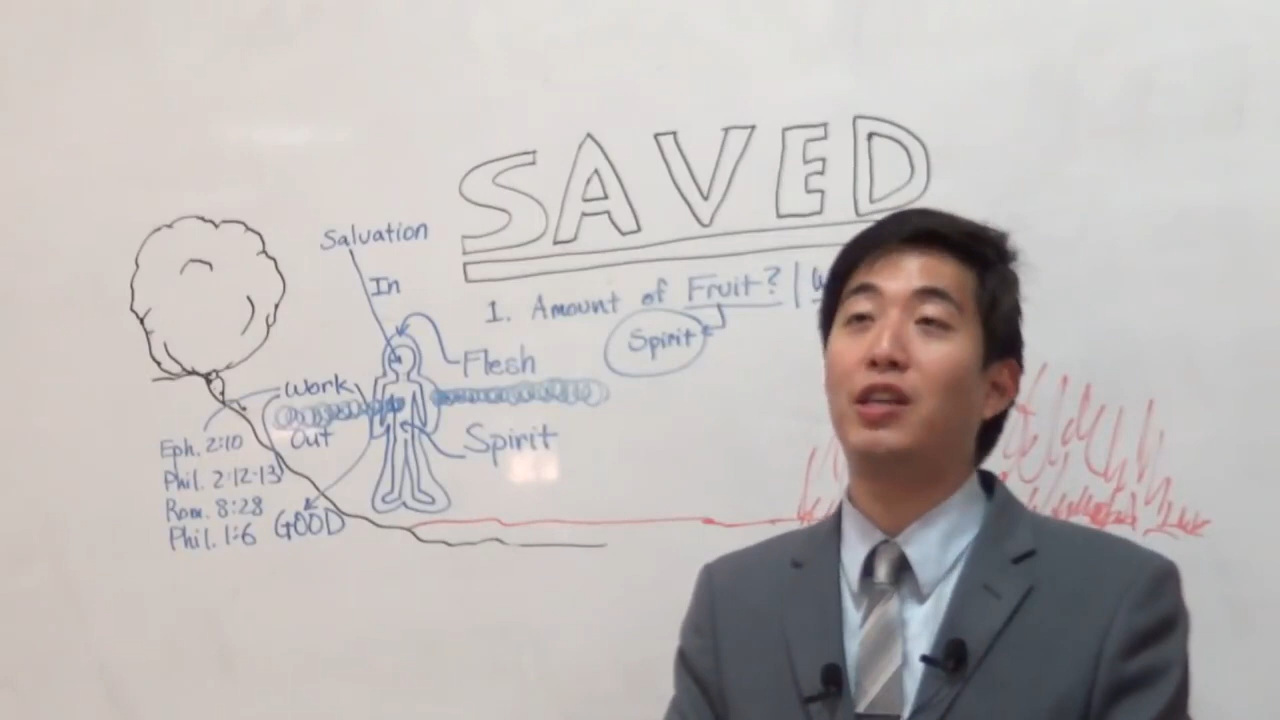 SAVED
Saluation
In
1. Amount of Fruit? |
Spirit
Flesh
Work
Out
Spirit
Eph. 2:10
Phil. 2:12-13
Rom. 8:28
Phil. 1:6
GOOD